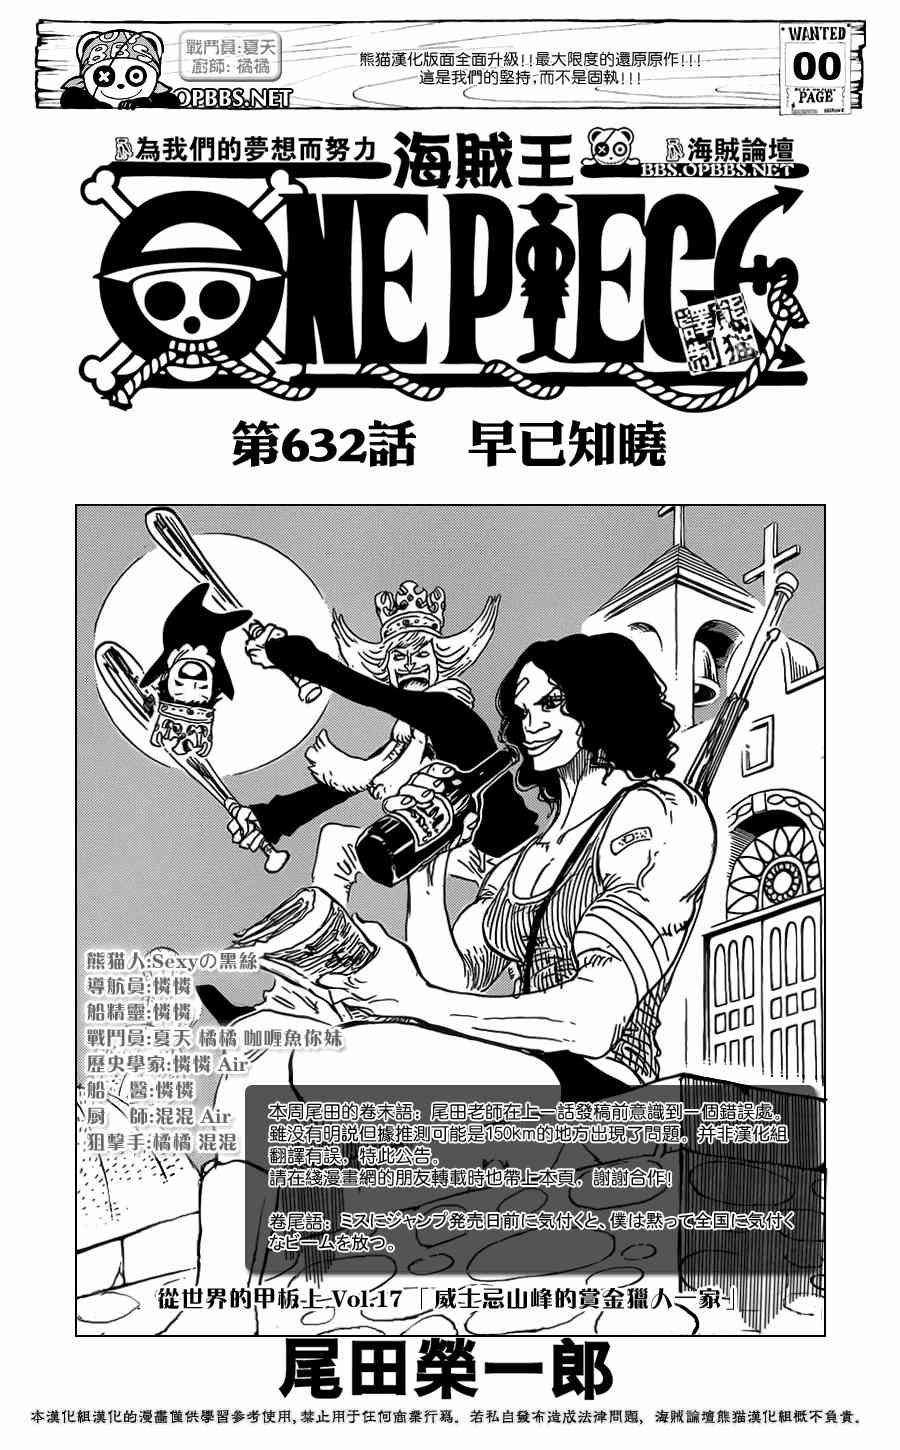 戰鬥員:夏天
廚師: 橘橘
OPBBS.NET
熊猫漢化版面全面升級!!最大限度的還原原作!!!
這是我們的堅持;而不是固執!!!
WANTED
00
PAGE
為我們的夢想而努力
海賊王
海賊論壇
BBS.OPBBS.NET
ONE PIECE
熊猫譯制
第632話 早已知曉
熊猫人:Sexyの黑絲
導航員:憐憐
船精靈:憐憐
戰鬥員:夏天 橘橘 咖喱魚你妹
歷史學家:憐憐 Air
船 醫:憐憐
厨 師:混混 Air
狙擊手:橘橘 混混
本周尾田的卷末語：尾田老師在上一話發稿前意識到一個錯誤處。
雖没有明説但據推測可能是150km的地方出現了問題。并非漢化組
翻譯有誤，特此公告。
請在綫漫畫網的朋友轉載時也帶上本頁，謝謝合作!
卷尾語：ミスにジャンプ発売日前に気付くと、僕は黙って全国に気付く
なビームを放つ。
從世界的甲板上 Vol.17 「威士忌山峰的賞金獵人一家」
尾田榮一郎
本漢化組漢化的漫畫僅供學習參考使用,禁止用于任何商業行爲。若私自發布造成法律問題，海賊論壇熊猫漢化組概不負責。